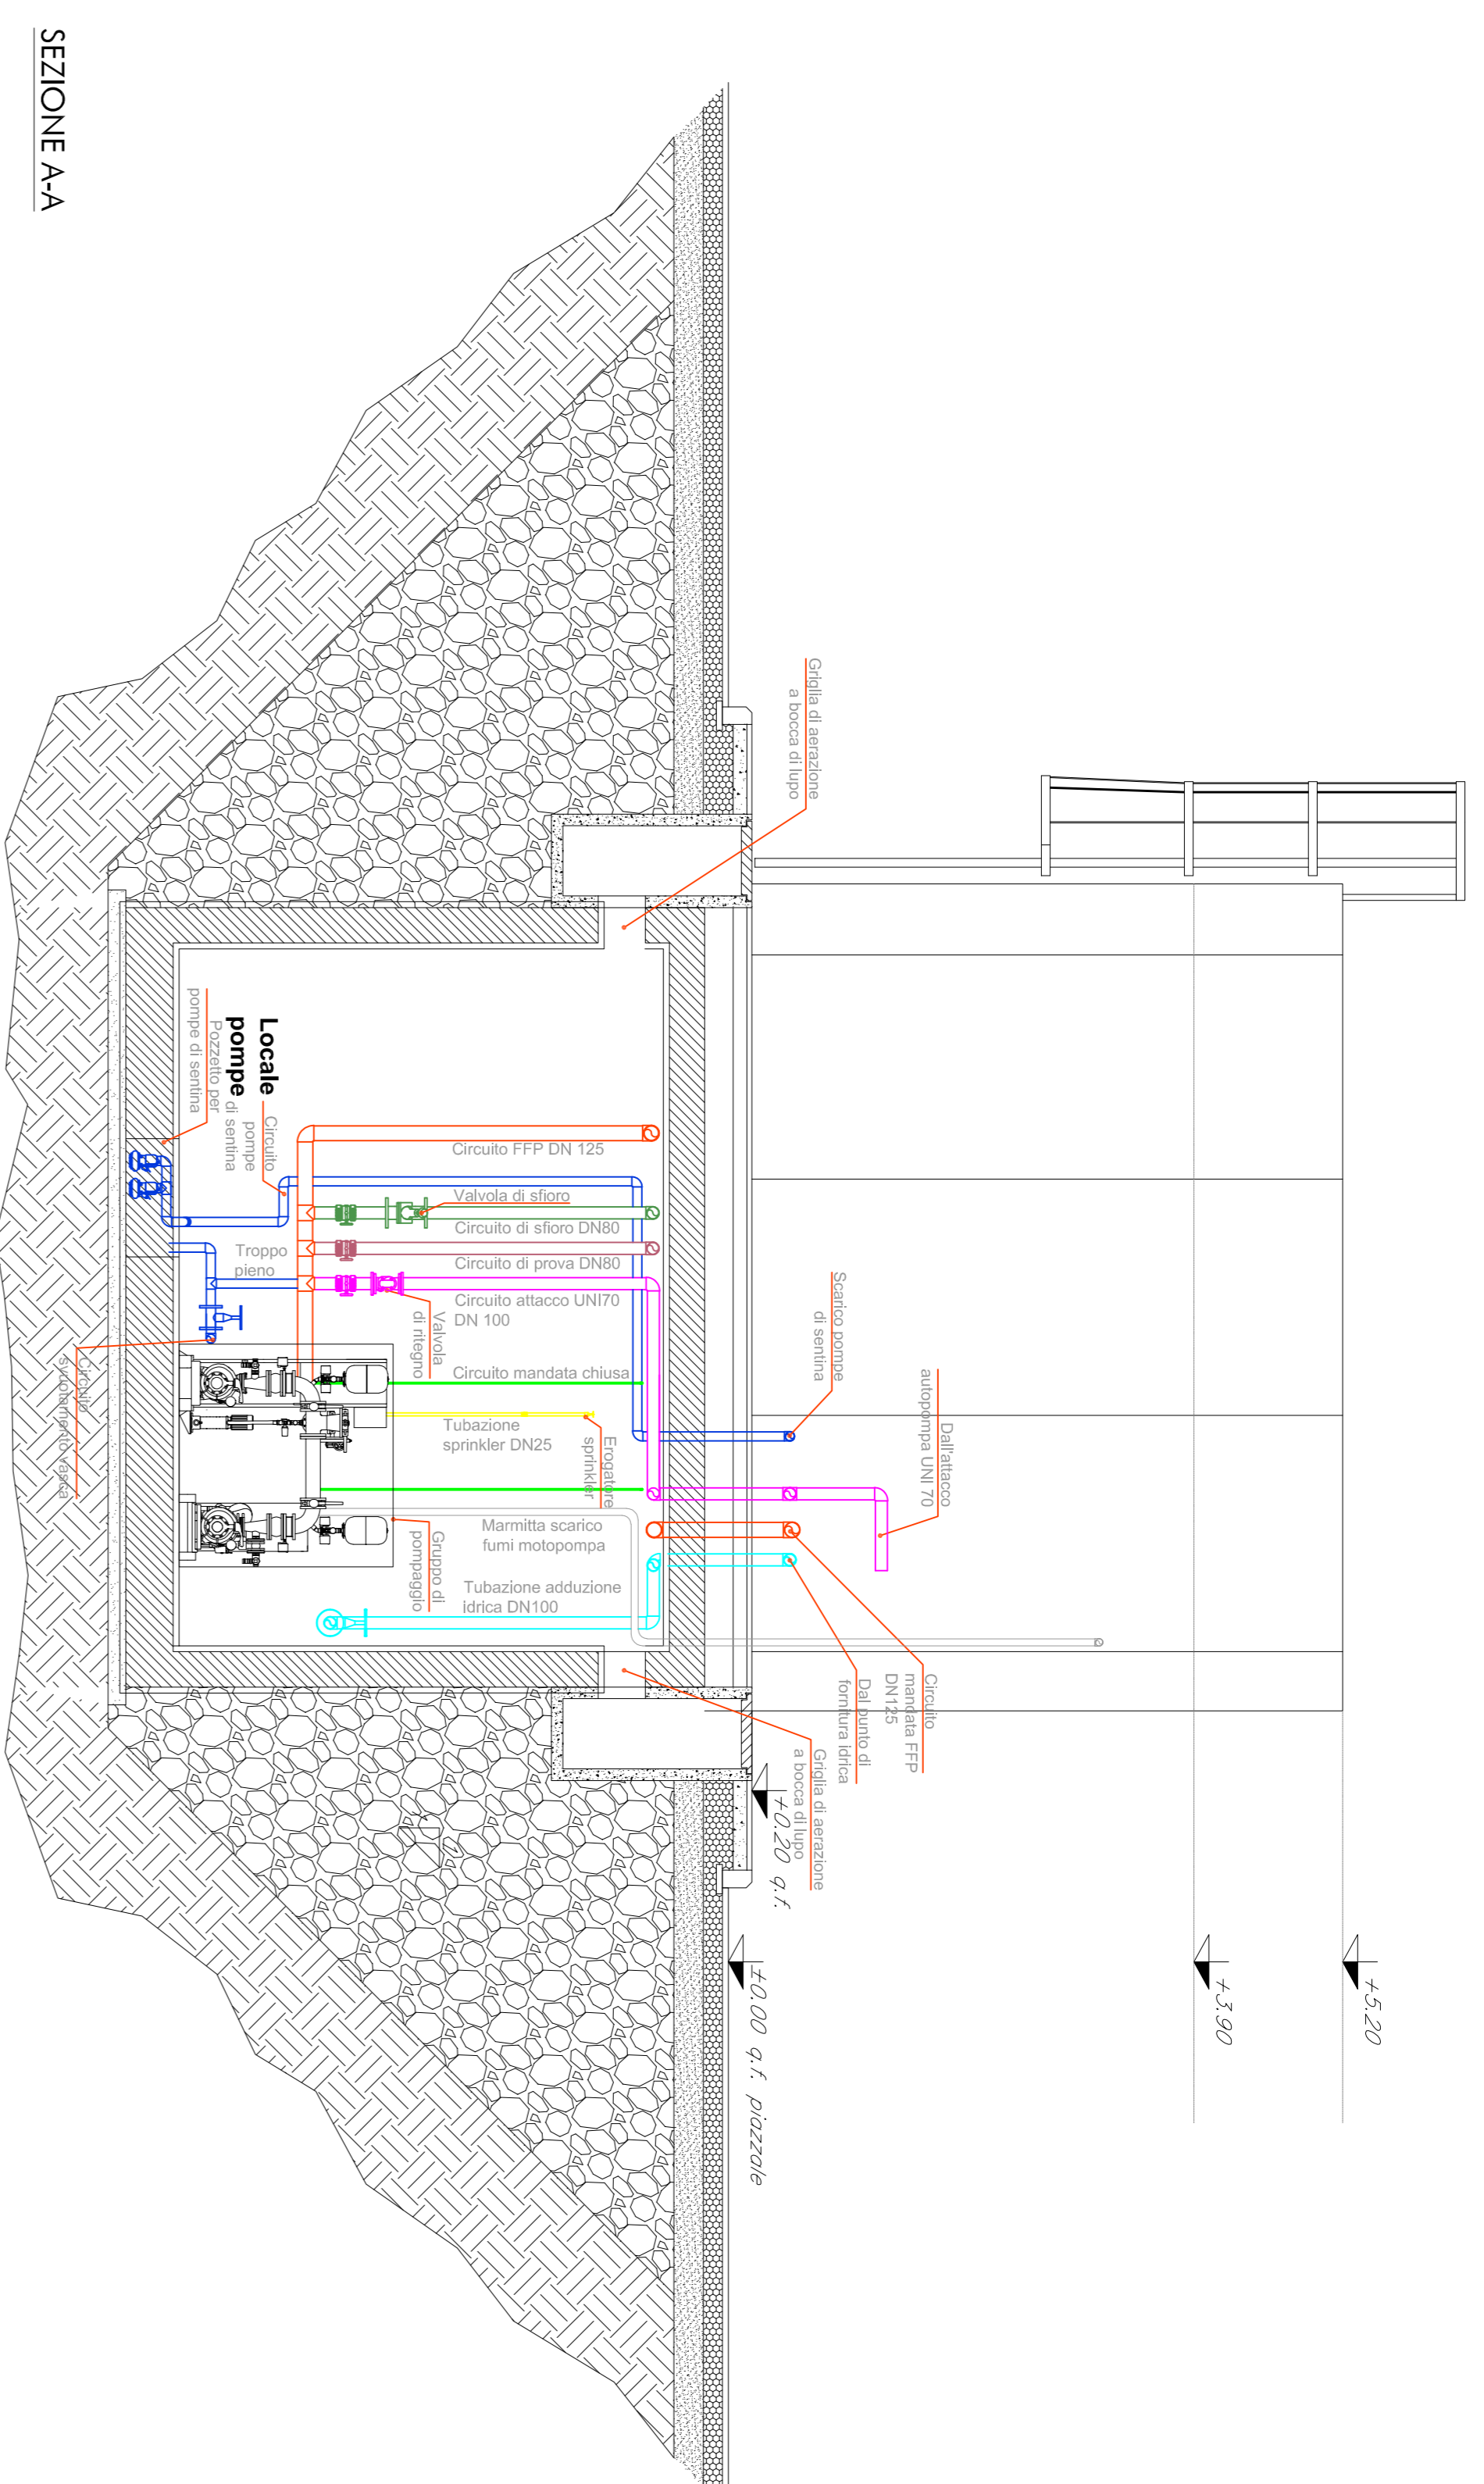 SEZIONE A-A
+5.20
+3.90
+0.20 q.f.
±0.00 q.f. piazzale
Griglia di aerazione
a bocca di lupo
Scarico pompe
di sentina
Dall'attacco
autopompa UNI 70
Circuito
mandata FFP
DN125
Dal punto di
fornitura idrica
Griglia di aerazione
a bocca di lupo
Locale
pompe
Pozzetto per
pompe di sentina
Circuito
pompe
di sentina
Circuito FFP DN 125
Valvola di sfioro
Circuito di sfioro DN80
Circuito di prova DN80
Troppo
pieno
Circuito attacco UNI70
DN 100
Valvola
di ritegno
Circuito mandata chiusa
Tubazione
sprinkler DN25
Erogatore
sprinkler
Marmitta scarico
fumi motopompa
Gruppo di
pompaggio
Tubazione adduzione
idrica DN100
Circuito
svuotamento vasca